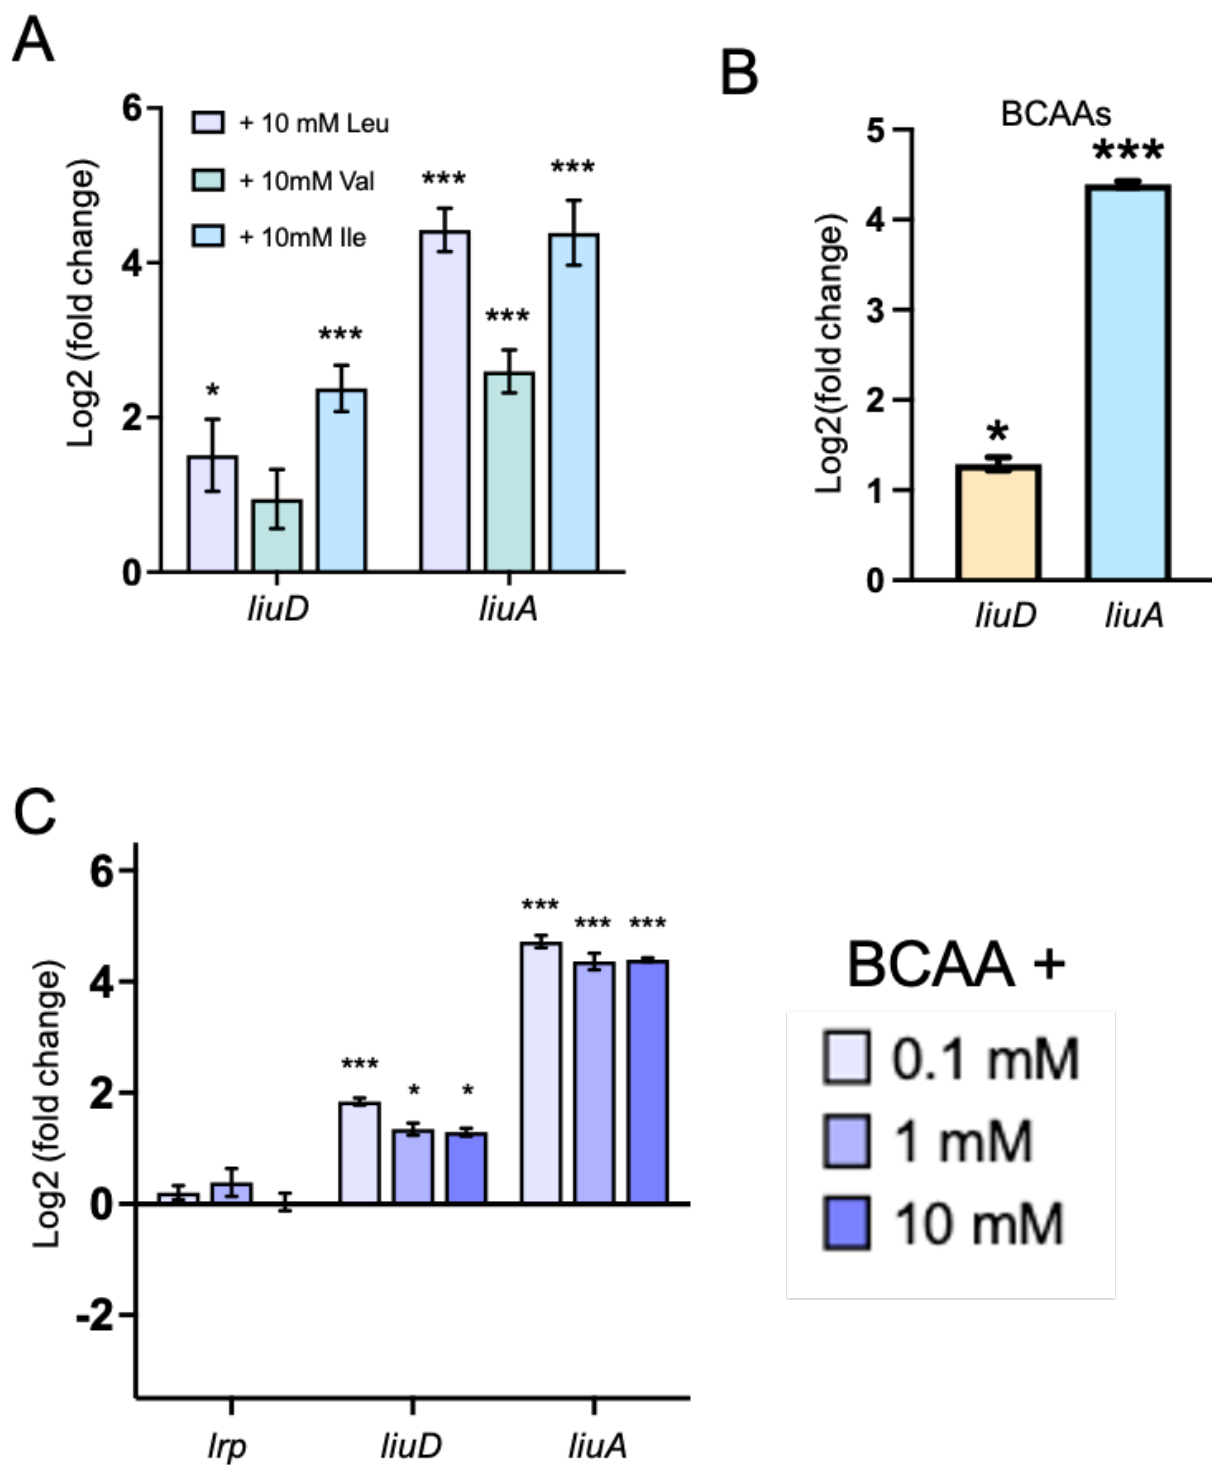 A
6
4
2
0
Log2 (fold change)
+ 10 mM Leu
+ 10mM Val
+ 10mM Ile
*
***
***
***
***
liuD
liuA
B
BCAAs
5
4
3
2
1
0
Log2(fold change)
*
***
liuD
liuA
C
6
4
2
0
-2
Log2 (fold change)
***
*
*
***
***
***
lrp
liuD
liuA
BCAA +
0.1 mM
1 mM
10 mM